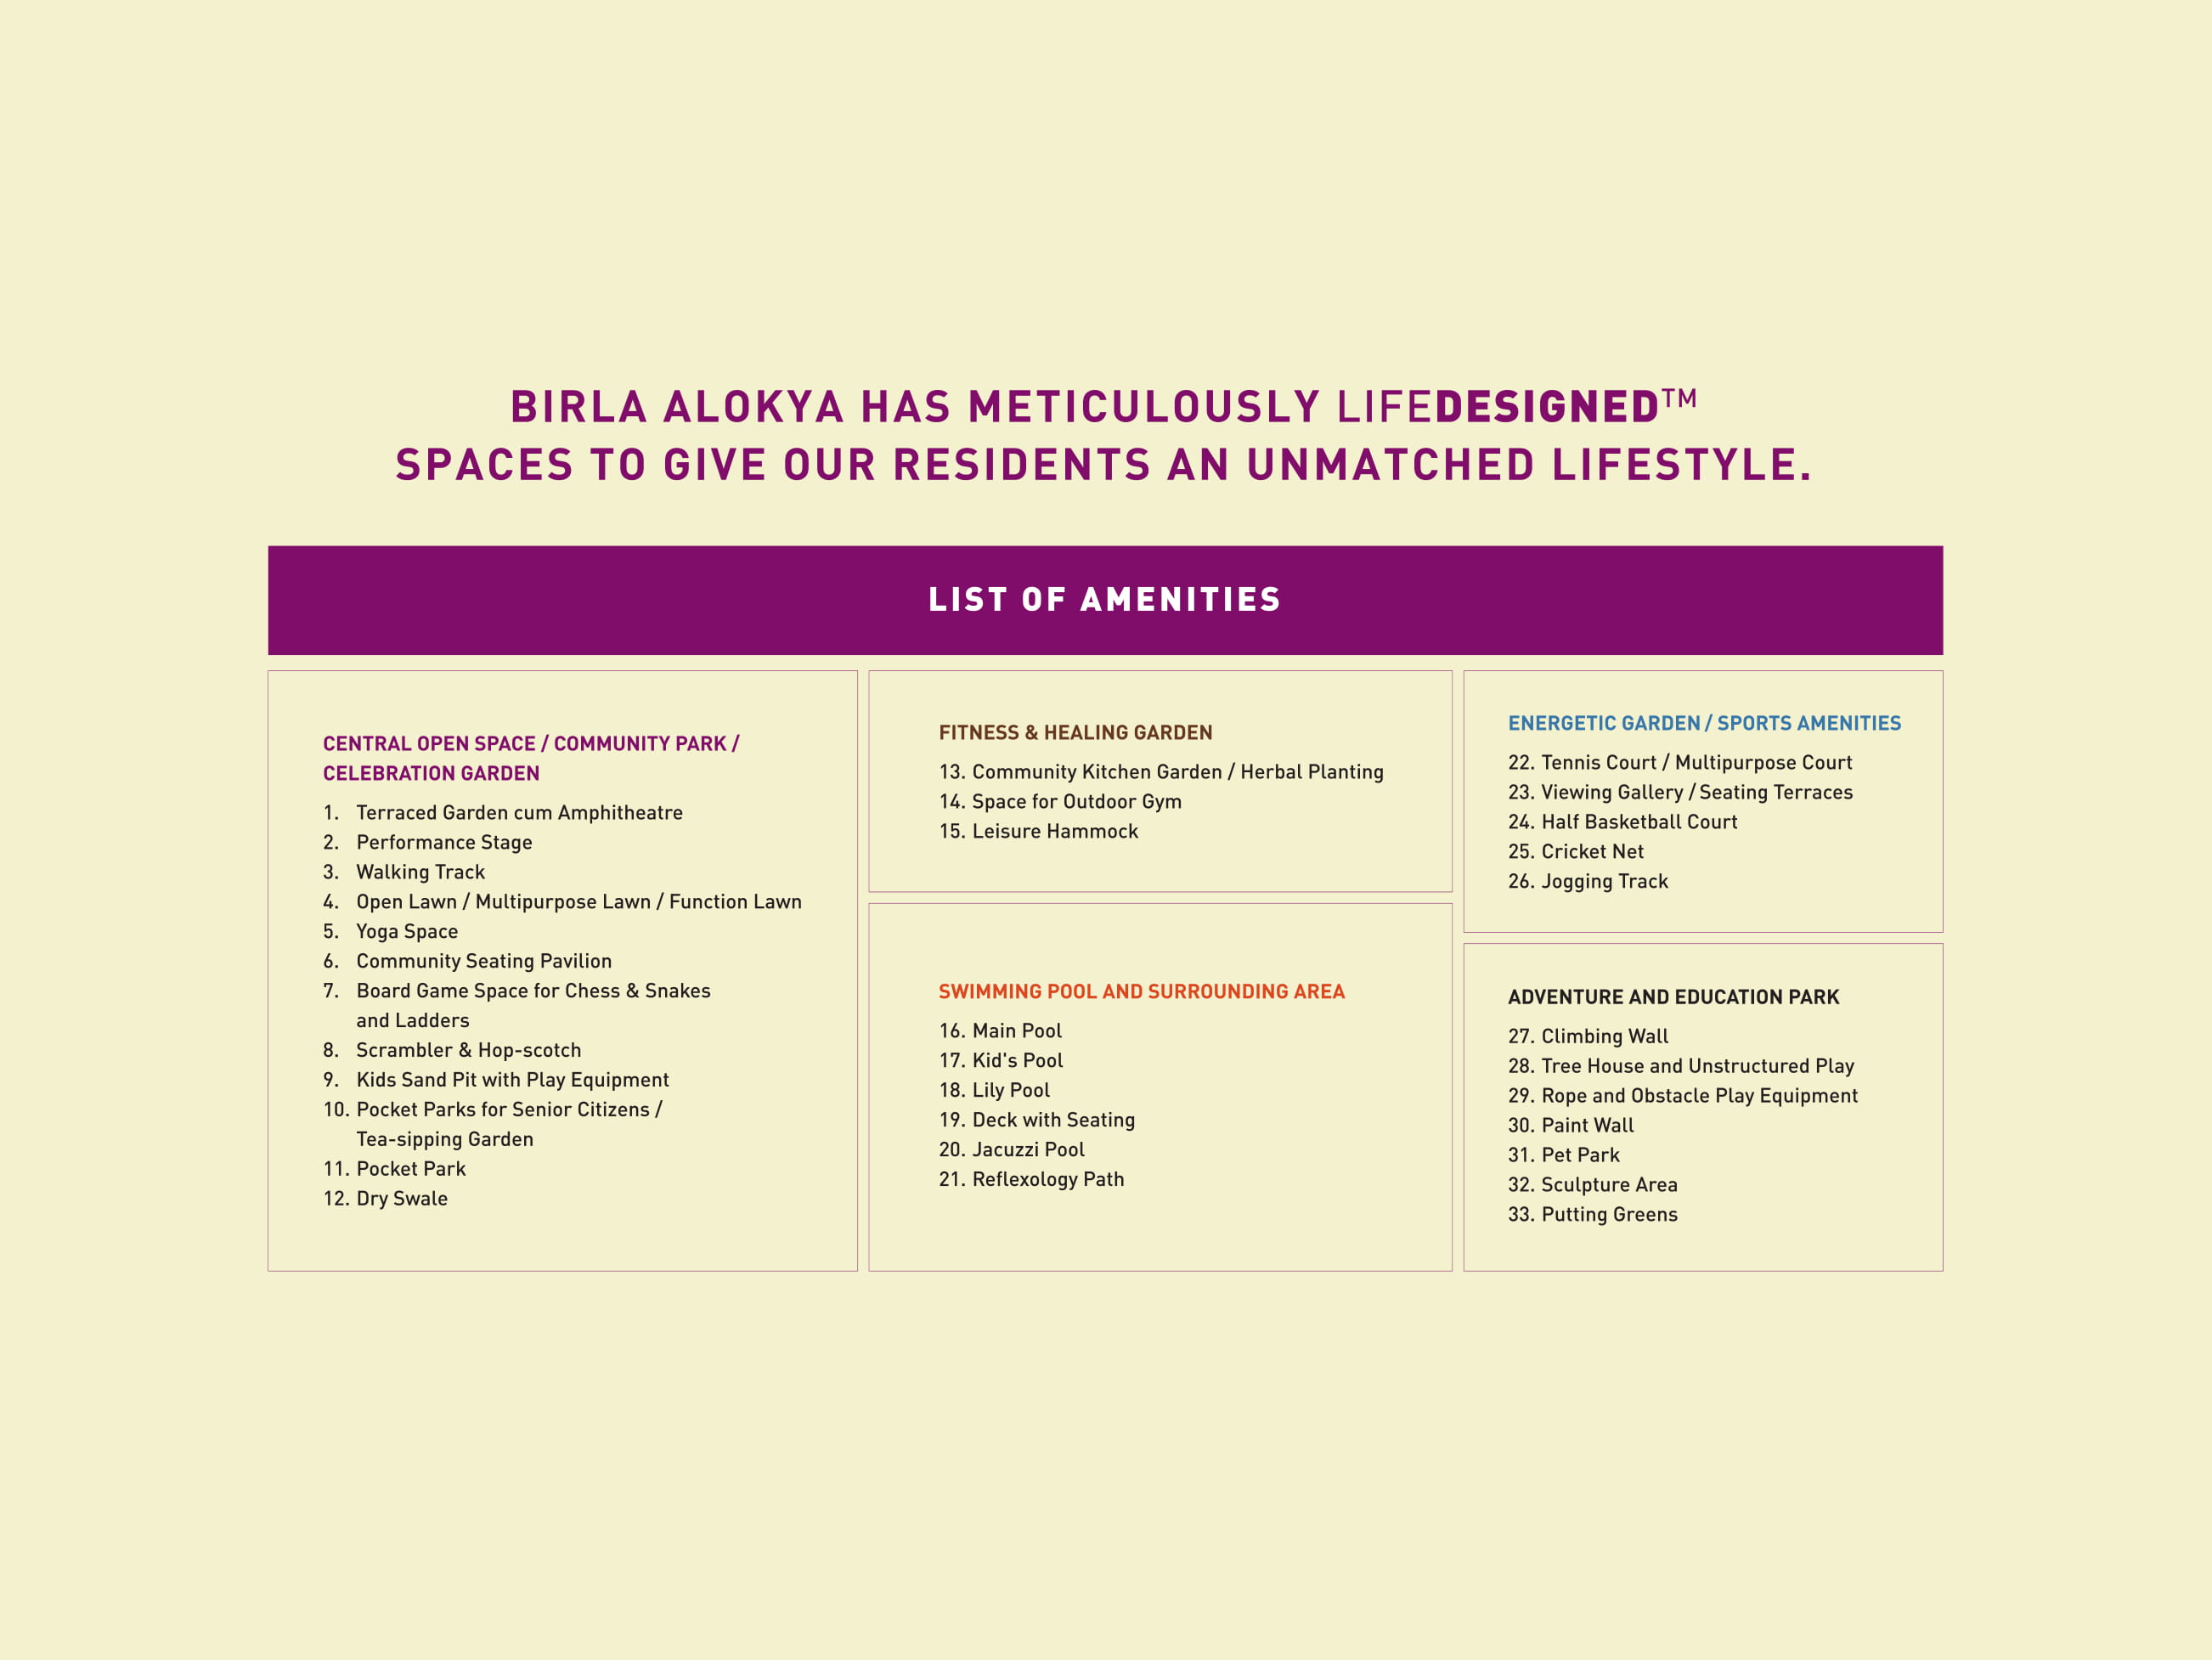 BIRLA ALOKYA HAS METICULOUSLY LIFEDESIGNED™
SPACES TO GIVE OUR RESIDENTS AN UNMATCHED LIFESTYLE.
LIST OF AMENITIES
CENTRAL OPEN SPACE / COMMUNITY PARK /
CELEBRATION GARDEN
1. Terraced Garden cum Amphitheatre
2. Performance Stage
3. Walking Track
4. Open Lawn / Multipurpose Lawn / Function Lawn
5. Yoga Space
6. Community Seating Pavilion
7. Board Game Space for Chess & Snakes
and Ladders
8. Scrambler & Hop-scotch
9. Kids Sand Pit with Play Equipment
10. Pocket Parks for Senior Citizens /
Tea-sipping Garden
11. Pocket Park
12. Dry Swale
FITNESS & HEALING GARDEN
13. Community Kitchen Garden / Herbal Planting
14. Space for Outdoor Gym
15. Leisure Hammock
SWIMMING POOL AND SURROUNDING AREA
16. Main Pool
17. Kid's Pool
18. Lily Pool
19. Deck with Seating
20. Jacuzzi Pool
21. Reflexology Path
ENERGETIC GARDEN / SPORTS AMENITIES
22. Tennis Court / Multipurpose Court
23. Viewing Gallery / Seating Terraces
24. Half Basketball Court
25. Cricket Net
26. Jogging Track
ADVENTURE AND EDUCATION PARK
27. Climbing Wall
28. Tree House and Unstructured Play
29. Rope and Obstacle Play Equipment
30. Paint Wall
31. Pet Park
32. Sculpture Area
33. Putting Greens